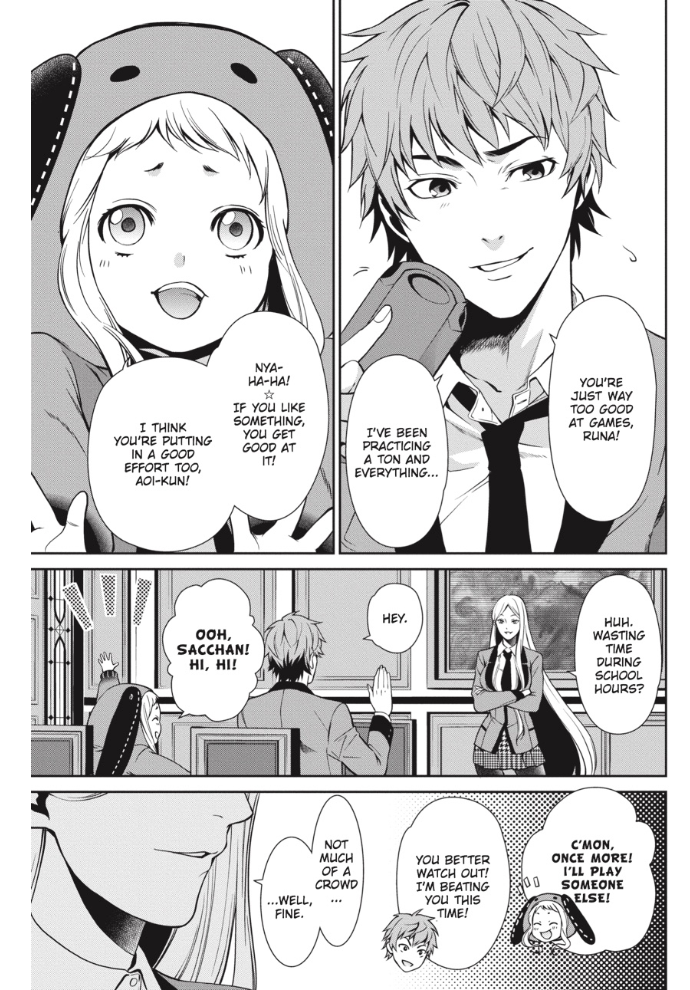 YOU'RE
JUST WAY
TOO GOOD
AT GAMES,
RUNA!
I'VE BEEN
PRACTICING
A TON AND
EVERYTHING...
NYA-
HA-HA!
☆
IF YOU LIKE
SOMETHING,
YOU GET
GOOD AT
IT!
I THINK
YOU'RE PUTTING
IN A GOOD
EFFORT TOO,
AOI-KUN!
HUH.
WASTING
TIME
DURING
SCHOOL
HOURS?
HEY.
OOH,
SACCHAN!
HI, HI!
C'MON,
ONCE MORE!
I'LL PLAY
SOMEONE
ELSE!
YOU BETTER
WATCH OUT!
I'M BEATING
YOU THIS
TIME!
NOT
MUCH
OF A
CROWD
...
...WELL,
FINE.